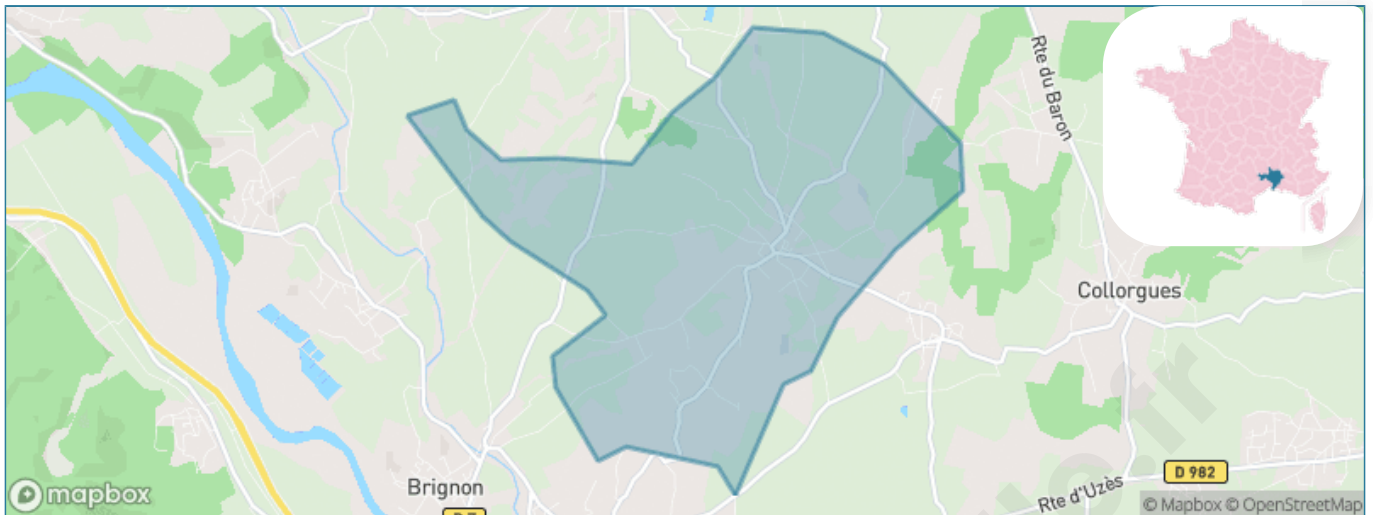 Rte du Baron
Collorgues
Brignon
D 982
Rte d'Uzès
mapbox
© Mapbox © OpenStreetMap